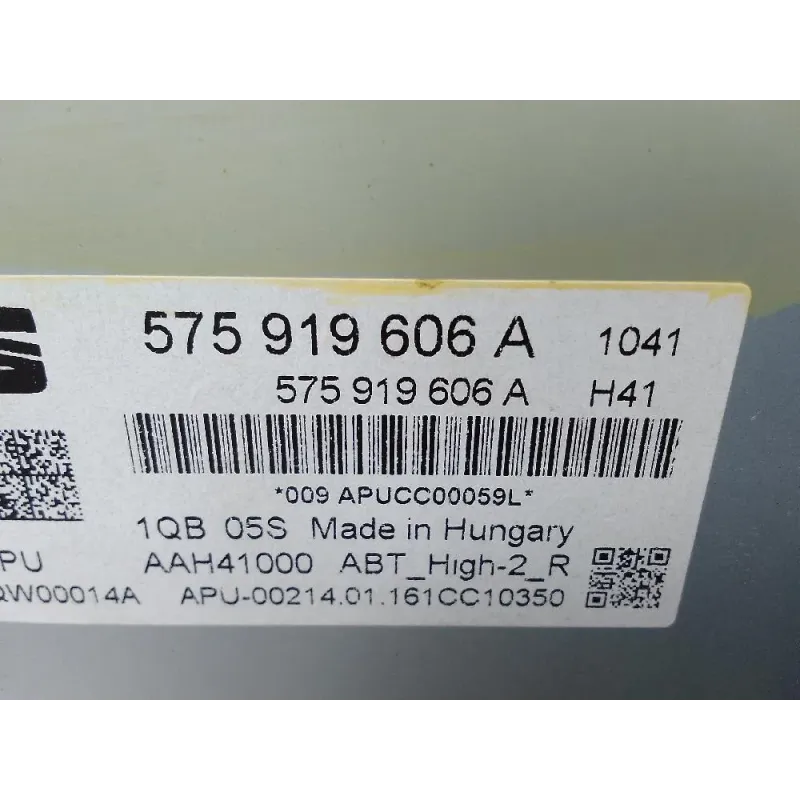 575 919 606 A 1041
575 919 606 A H41
*009 APUCC00059L*
1QB 05S Made in Hungary
PU AAH41000 ABT_High-2_R
QW00014A APU-00214.01.161CC10350